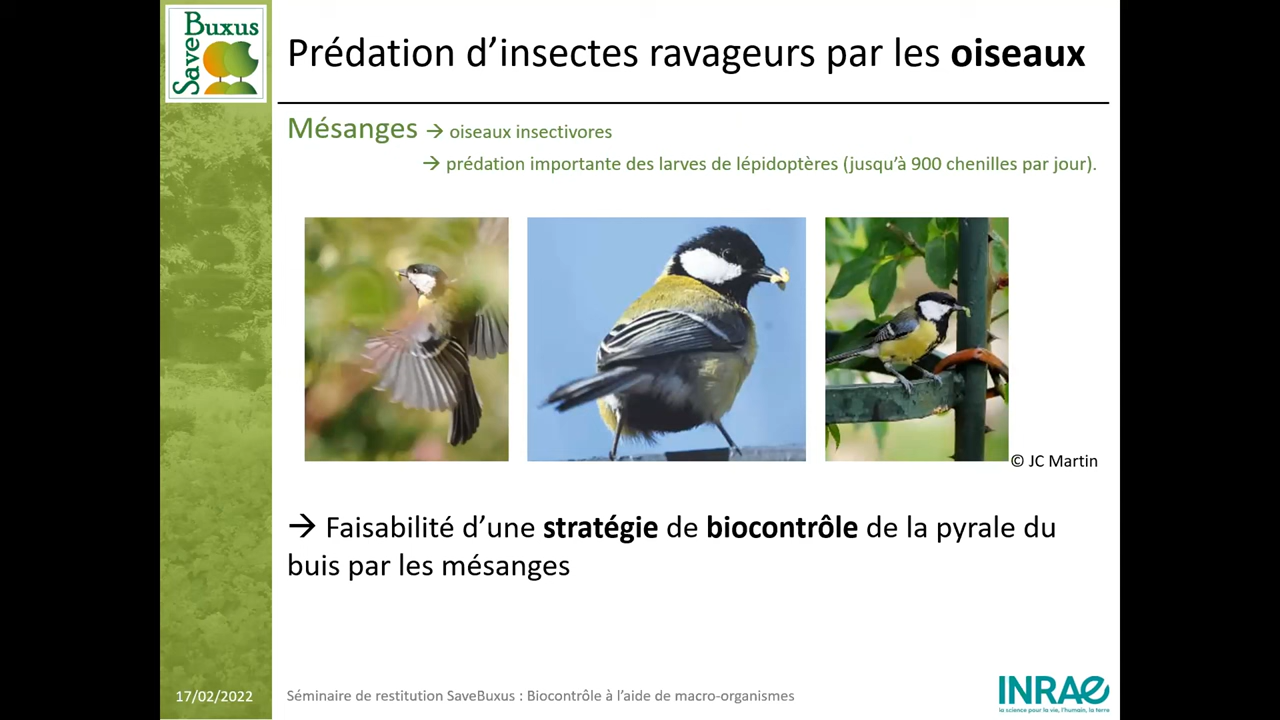 Save Buxus
Prédation d’insectes ravageurs par les oiseaux
Mésanges → oiseaux insectivores
→ prédation importante des larves de lépidoptères (jusqu’à 900 chenilles par jour).
© JC Martin
→ Faisabilité d’une stratégie de biocontrôle de la pyrale du
buis par les mésanges
17/02/2022
Séminaire de restitution SaveBuxus : Biocontrôle à l’aide de macro-organismes
INRAE
la science pour la vie, l’humain, la terre